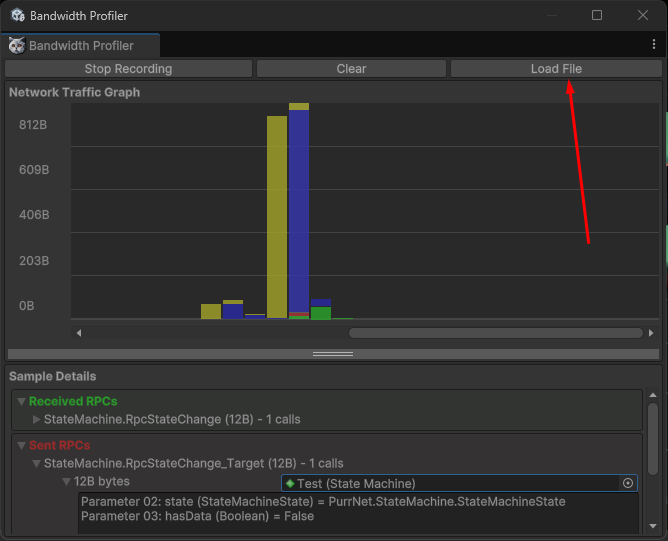 Bandwidth Profiler
Bandwidth Profiler
Stop Recording Clear Load File
Network Traffic Graph
812B
609B
406B
203B
0B
Sample Details
Received RPCs
StateMachine.RpcStateChange (12B) - 1 calls
Sent RPCs
StateMachine.RpcStateChange_Target (12B) - 1 calls
12B bytes Test (State Machine)
Parameter 02: state (StateMachineState) = PurrNet.StateMachine.StateMachineState
Parameter 03: hasData (Boolean) = False